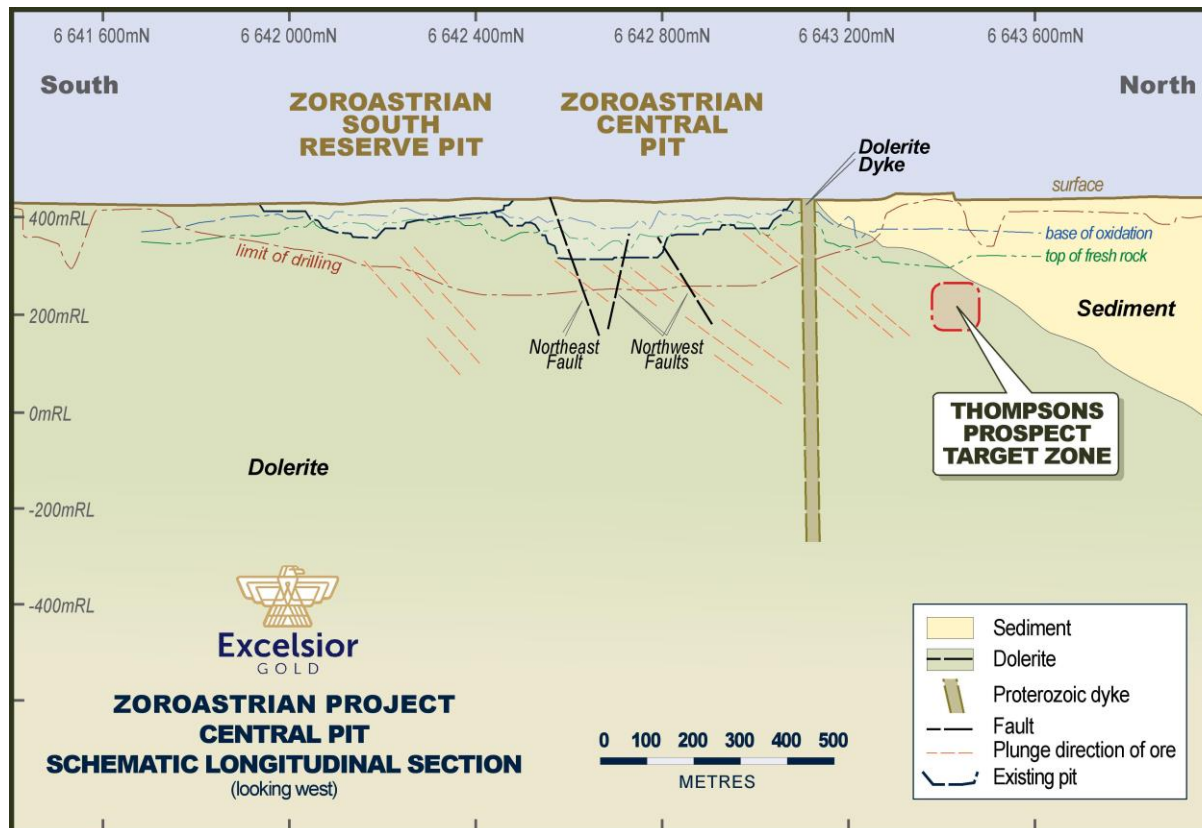 6 641 600mN
6 642 000mN
6 642 400mN
6 642 800mN
6 643 200mN
6 643 600mN
South
North
ZOROASTRIAN
SOUTH
RESERVE PIT
ZOROASTRIAN
CENTRAL
PIT
Dolerite
Dyke
surface
400mRL
base of oxidation
limit of drilling
top of fresh rock
200mRL
Sediment
Northeast
Fault
Northwest
Faults
THOMPSONS
PROSPECT
TARGET ZONE
0mRL
Dolerite
-200mRL
-400mRL
Excelsior
GOLD
ZOROASTRIAN PROJECT
CENTRAL PIT
SCHEMATIC LONGITUDINAL SECTION
(looking west)
0 100 200 300 400 500
METRES
Sediment
Dolerite
Proterozoic dyke
Fault
Plunge direction of ore
Existing pit